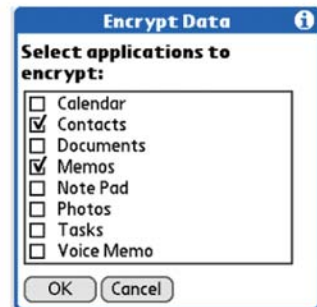 Encrypt Data
Select applications to
encrypt:
Calendar
Contacts
Documents
Memos
Note Pad
Photos
Tasks
Voice Memo
OK Cancel